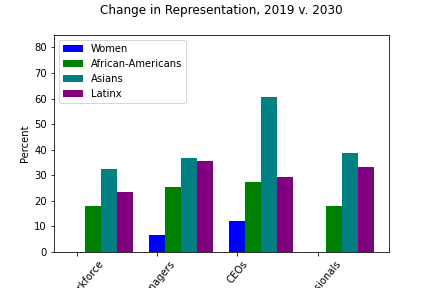 Change in Representation, 2019 v. 2030
80
70
60
50
40
30
20
10
0
Percent
Women
African-Americans
Asians
Latinx
CEOs